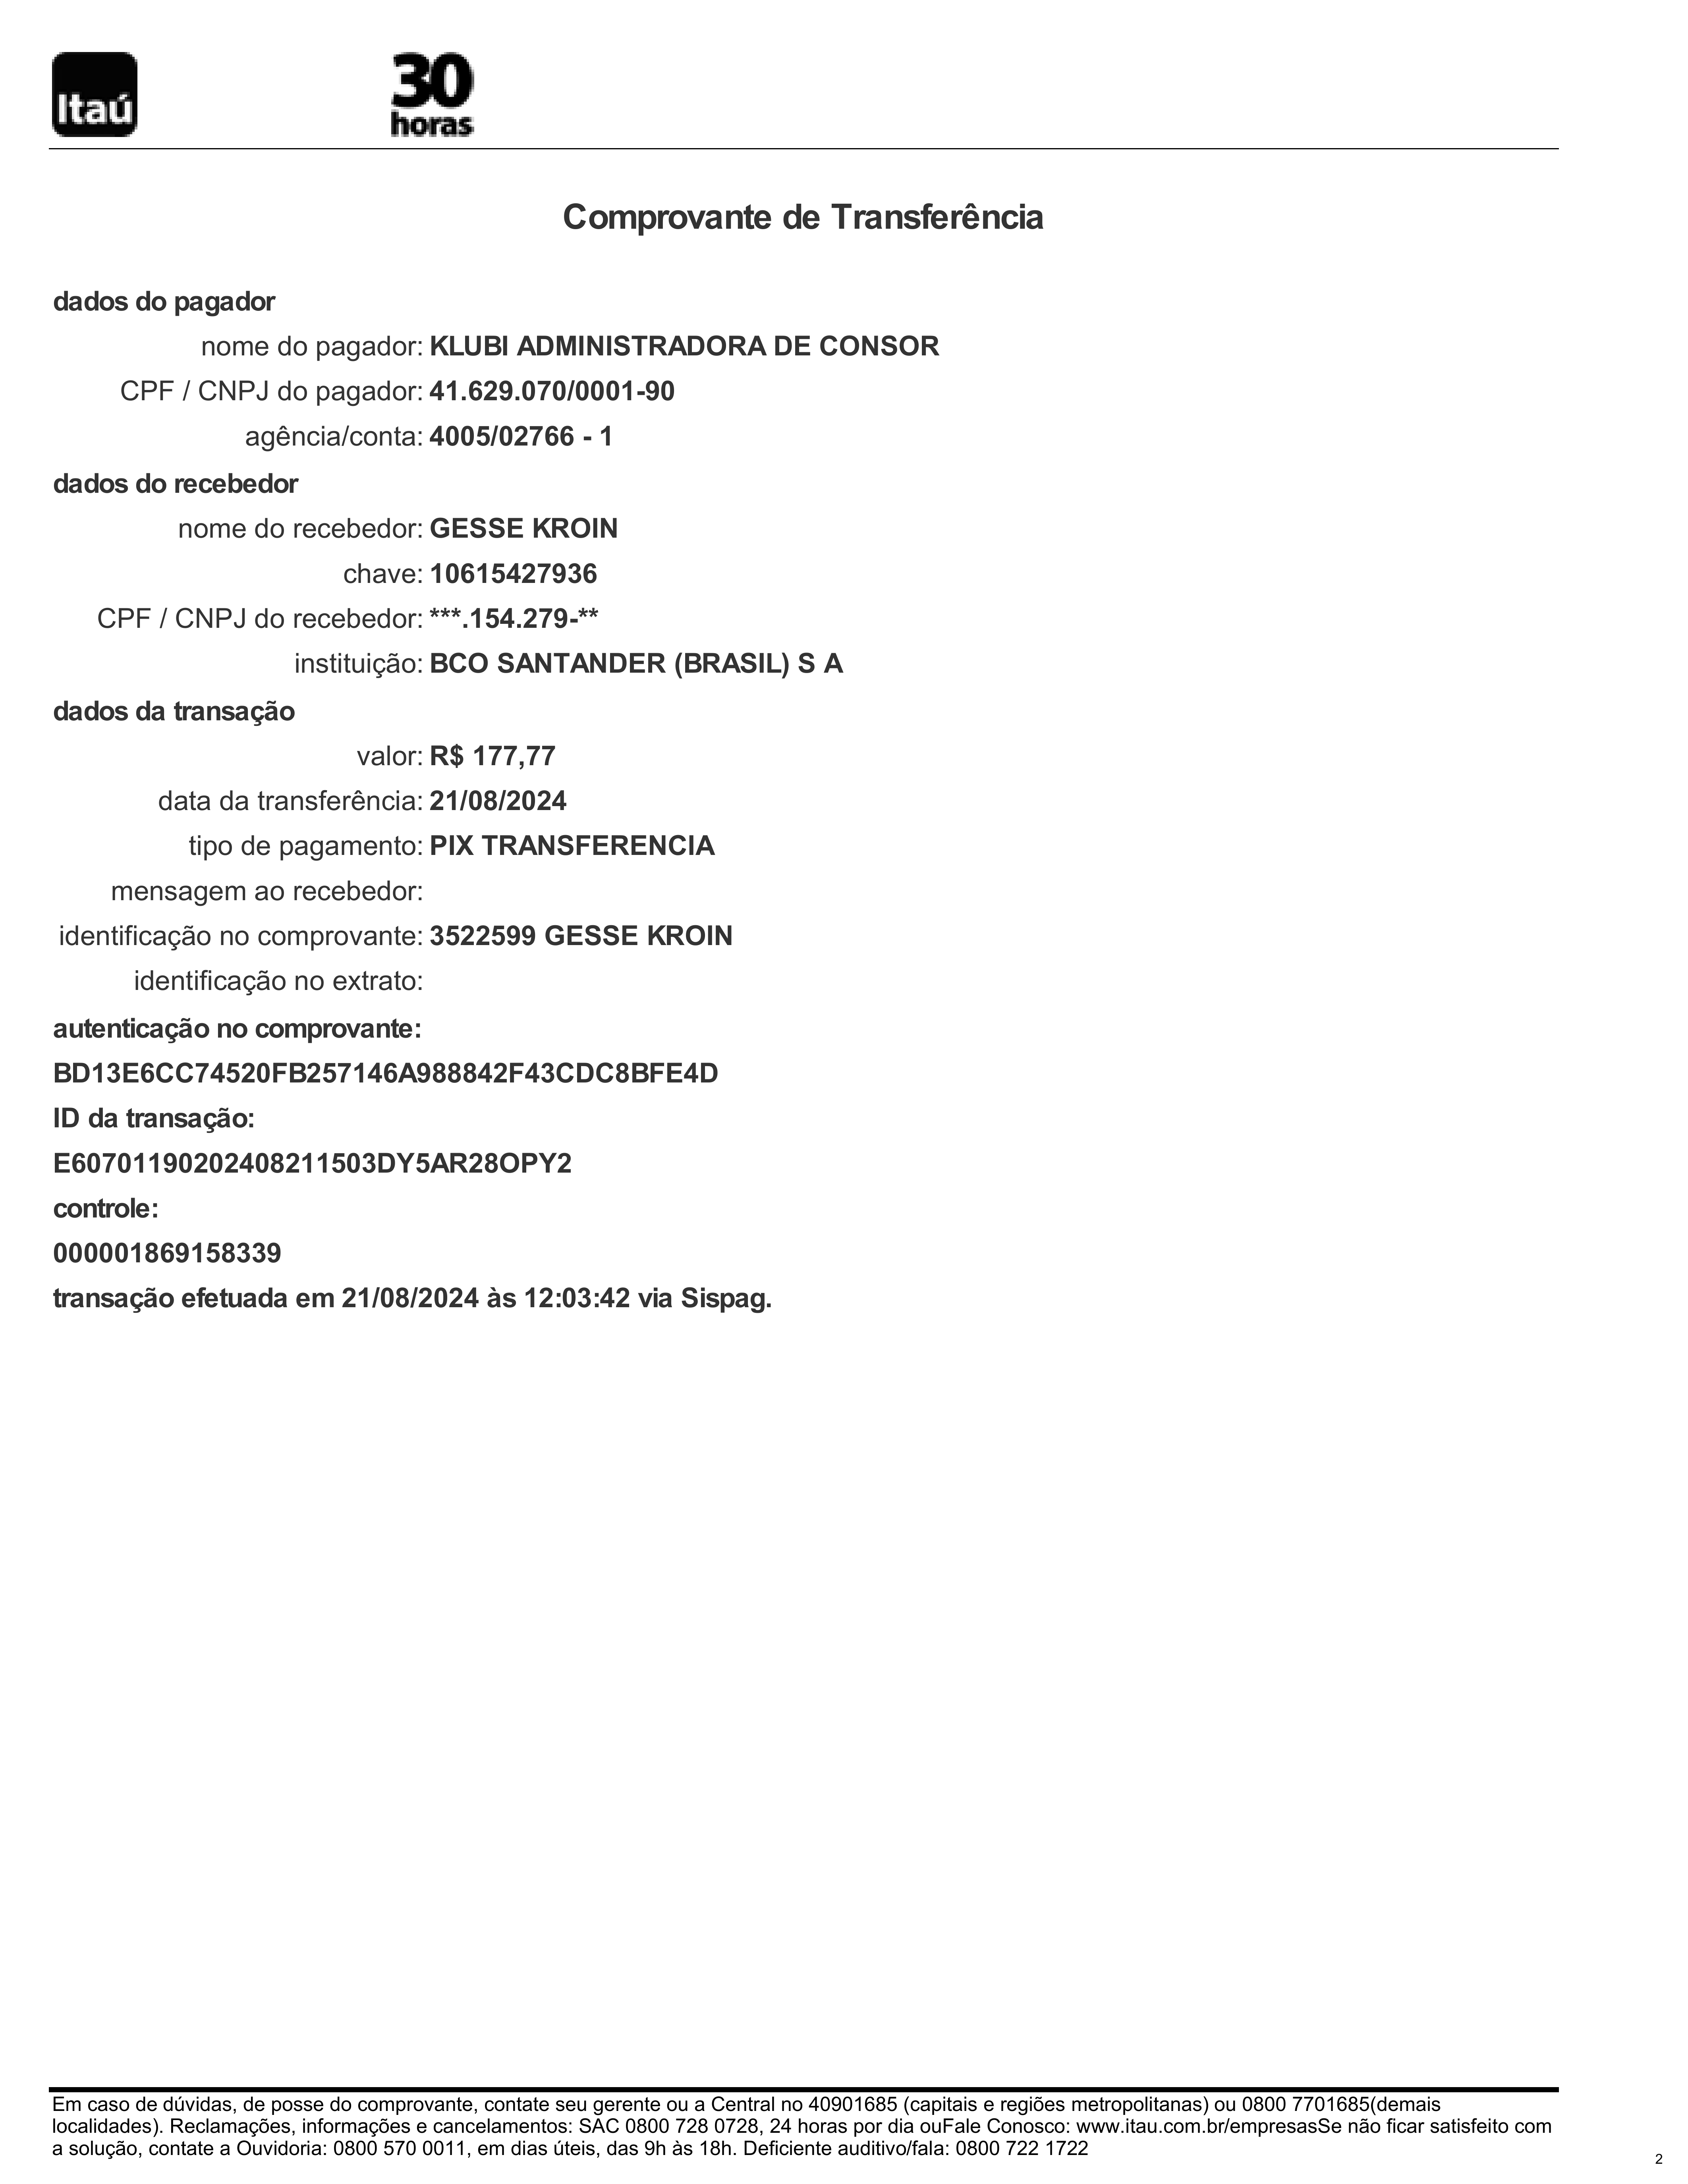 Itaú
30
horas
Comprovante de Transferência
dados do pagador
nome do pagador: KLUBI ADMINISTRADORA DE CONSOR
CPF / CNPJ do pagador: 41.629.070/0001-90
agência/conta: 4005/02766 - 1
dados do recebedor
nome do recebedor: GESSE KROIN
chave: 10615427936
CPF / CNPJ do recebedor: ***.154.279-**
instituição: BCO SANTANDER (BRASIL) S A
dados da transação
valor: R$ 177,77
data da transferência: 21/08/2024
tipo de pagamento: PIX TRANSFERENCIA
mensagem ao recebedor:
identificação no comprovante: 3522599 GESSE KROIN
identificação no extrato:
autenticação no comprovante:
BD13E6CC74520FB257146A988842F43CDC8BFE4D
ID da transação:
E60701190202408211503DY5AR28OPY2
controle:
000001869158339
transação efetuada em 21/08/2024 às 12:03:42 via Sispag.
Em caso de dúvidas, de posse do comprovante, contate seu gerente ou a Central no 40901685 (capitais e regiões metropolitanas) ou 0800 7701685(demais
localidades). Reclamações, informações e cancelamentos: SAC 0800 728 0728, 24 horas por dia ouFale Conosco: www.itau.com.br/empresasSe não ficar satisfeito com
a solução, contate a Ouvidoria: 0800 570 0011, em dias úteis, das 9h às 18h. Deficiente auditivo/fala: 0800 722 1722
2